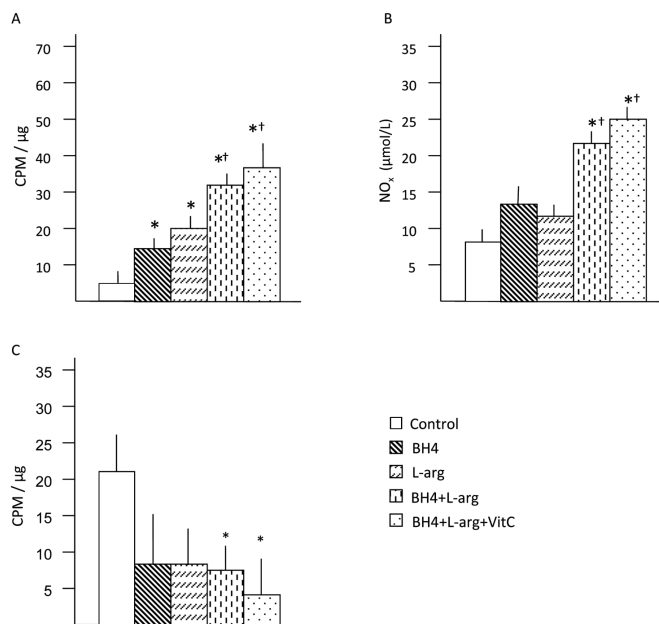 A
70
60
50
40
30
20
10
CPM / µg
*
*
*†
*†
B
35
30
25
20
15
10
5
NOx (µmol/L)
*†
*†
C
35
30
25
20
15
10
5
CPM / µg
*
*
Control
BH4
L-arg
BH4+L-arg
BH4+L-arg+VitC